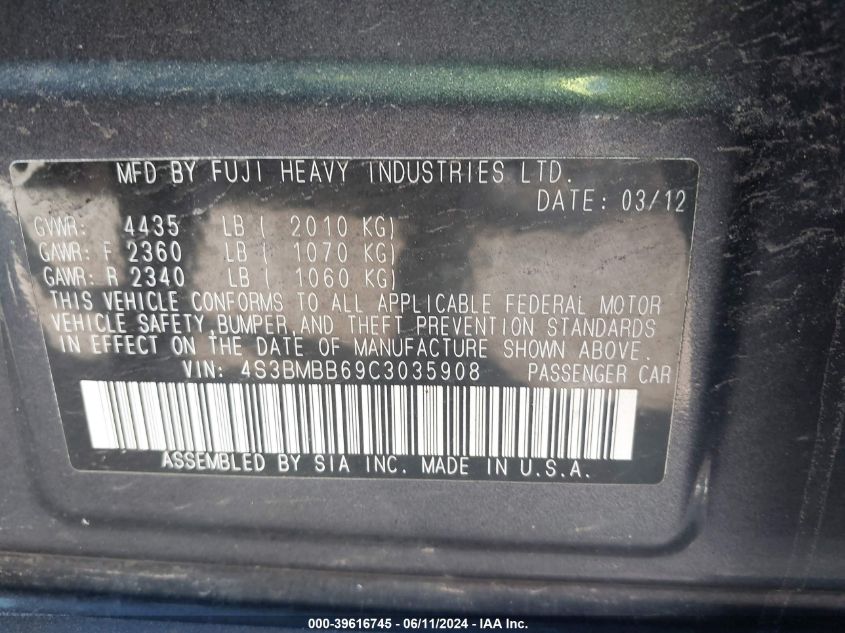 MFD BY FUJI HEAVY INDUSTRIES LTD.
DATE: 03/12
GVWR: 4435 LB ( 2010 KG)
GAWR: F 2360 LB ( 1070 KG)
GAWR: R 2340 LB ( 1060 KG)
THIS VEHICLE CONFORMS TO ALL APPLICABLE FEDERAL MOTOR
VEHICLE SAFETY,BUMPER,AND THEFT PREVENTION STANDARDS
IN EFFECT ON THE DATE OF MANUFACTURE SHOWN ABOVE.
VIN: 4S3BMBB69C3035908 PASSENGER CAR
ASSEMBLED BY SIA INC. MADE IN U.S.A.
000-39616745 - 06/11/2024 - IAA Inc.